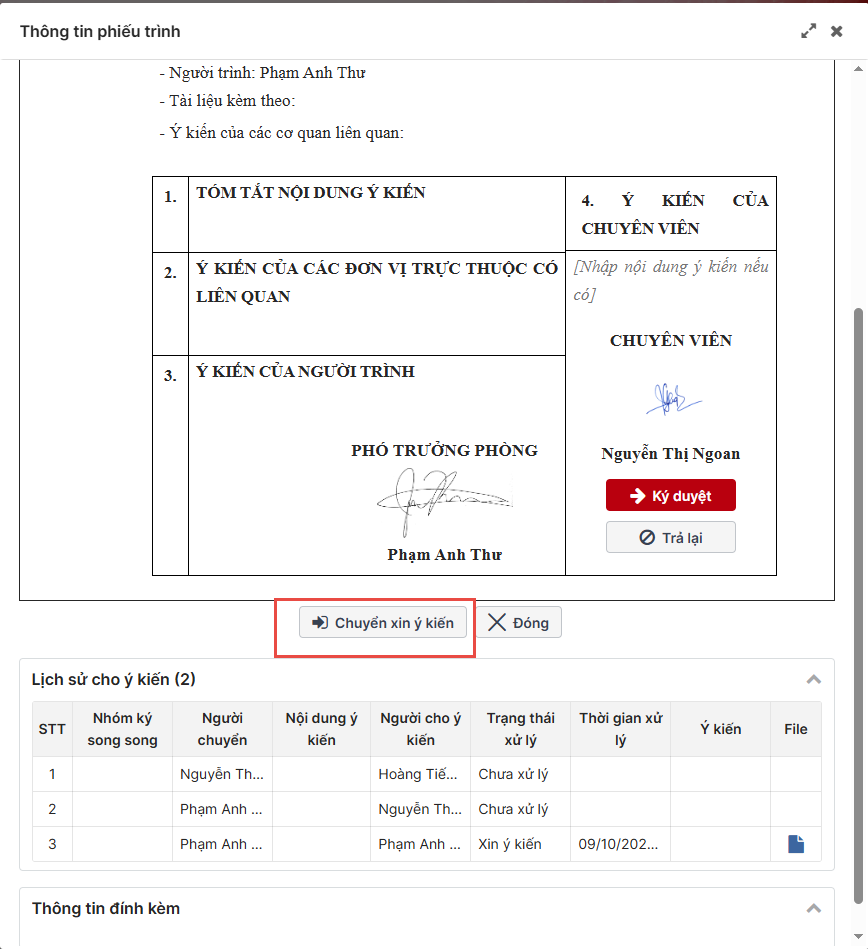 Thông tin phiếu trình
- Người trình: Phạm Anh Thư
- Tài liệu kèm theo:
- Ý kiến của các cơ quan liên quan:
1.
TÓM TẮT NỘI DUNG Ý KIẾN
2.
Ý KIẾN CỦA CÁC ĐƠN VỊ TRỰC THUỘC CÓ
LIÊN QUAN
3.
Ý KIẾN CỦA NGƯỜI TRÌNH
PHÓ TRƯỞNG PHÒNG
Phạm Anh Thư
4. Ý KIẾN CỦA
CHUYÊN VIÊN
[Nhập nội dung ý kiến nếu
có]
CHUYÊN VIÊN
Nguyễn Thị Ngoan
Ký duyệt
Trả lại
Chuyển xin ý kiến
Đóng
Lịch sử cho ý kiến (2)
STT Nhóm ký song song Người chuyển Nội dung ý kiến Người cho ý kiến Trạng thái xử lý Thời gian xử lý Ý kiến File
1 Nguyễn Th... Hoàng Tiế... Chưa xử lý
2 Phạm Anh ... Nguyễn Th... Chưa xử lý
3 Phạm Anh ... Phạm Anh ... Xin ý kiến 09/10/202...
Thông tin đính kèm